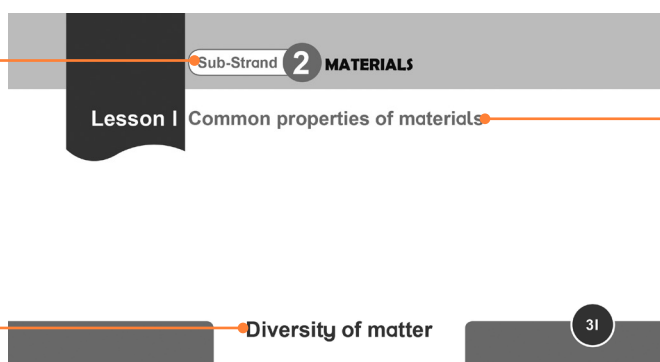 Sub-Strand 2 MATERIALS
Lesson 1 Common properties of materials
Diversity of matter
31